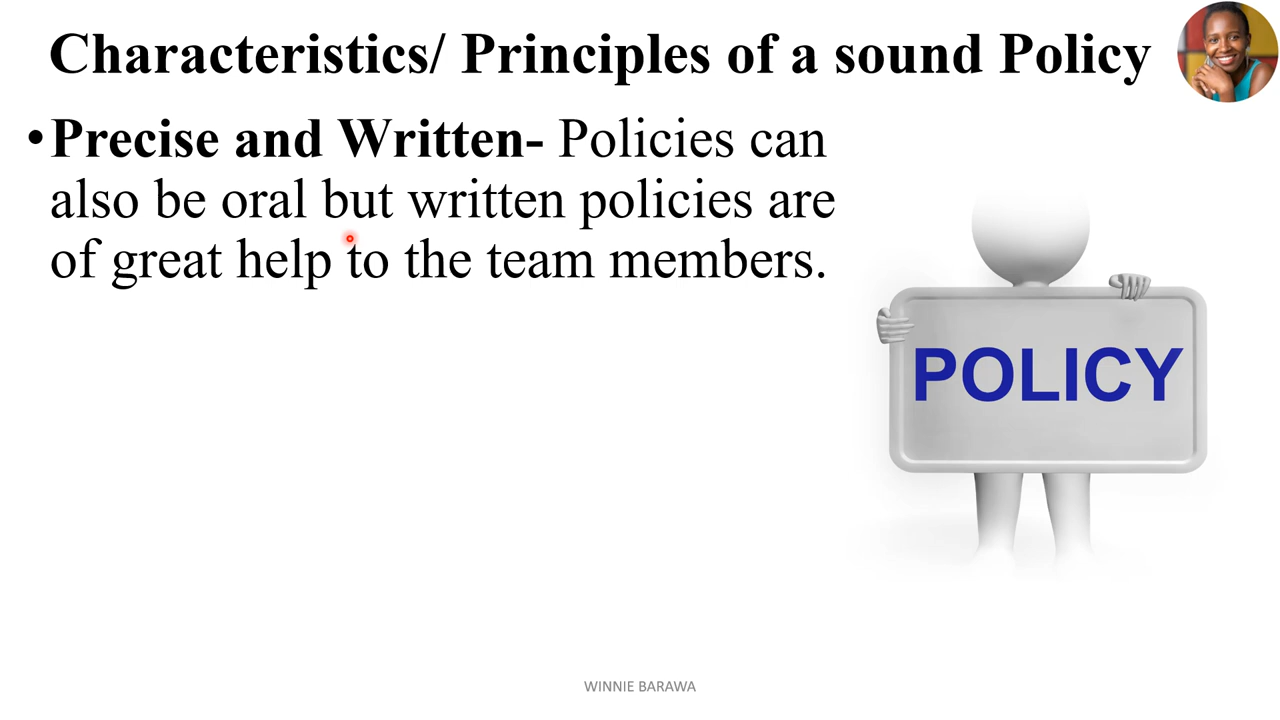 Characteristics/ Principles of a sound Policy
•Precise and Written- Policies can
also be oral but written policies are
of great help to the team members.
POLICY
WINNIE BARAWA